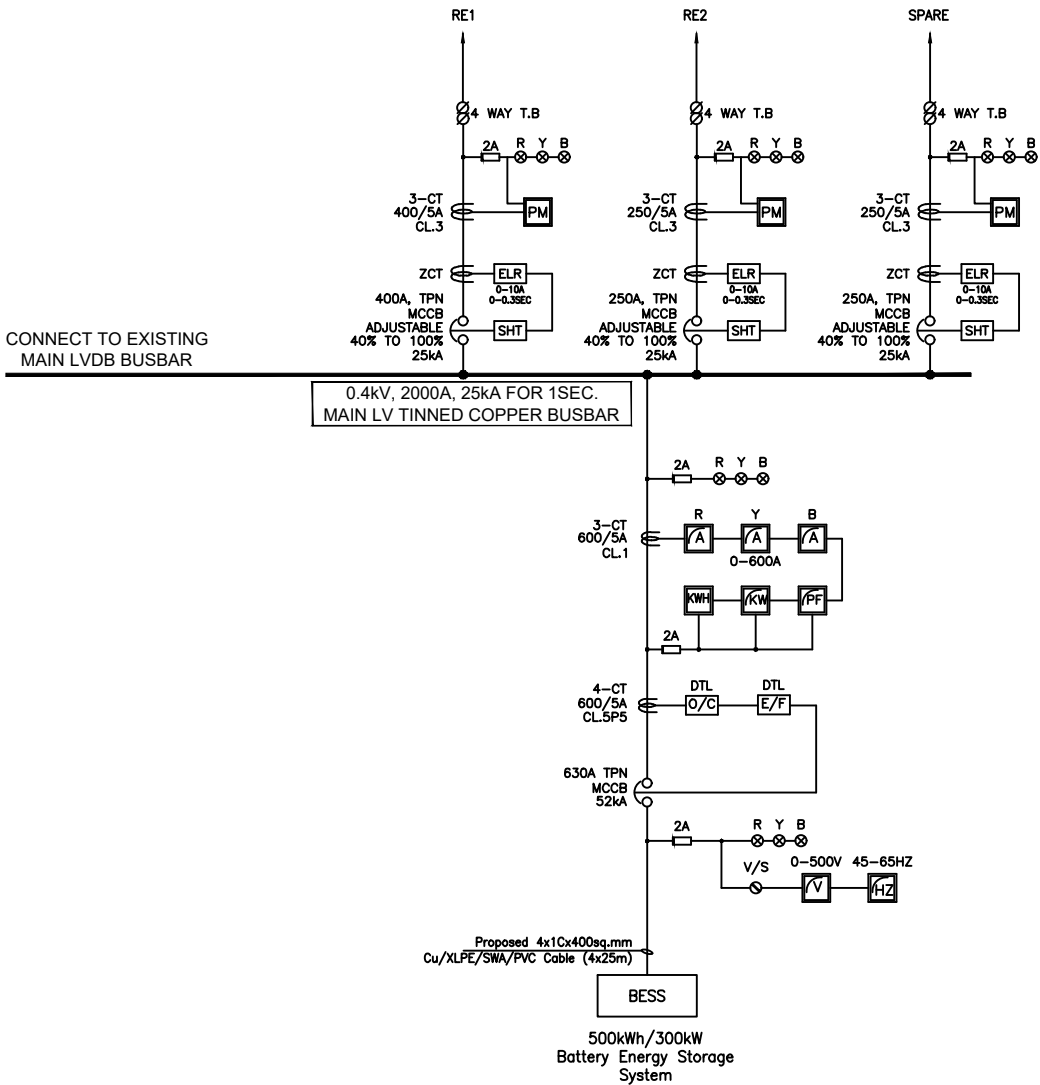 RE1
RE2
SPARE
4 WAY T.B
4 WAY T.B
4 WAY T.B
2A R Y B
2A R Y B
2A R Y B
3-CT
400/5A
CL.3
PM
3-CT
250/5A
CL.3
PM
3-CT
250/5A
CL.3
PM
ZCT
ELR
0-10A
0-0.3SEC
400A, TPN
MCCB
ADJUSTABLE
40% TO 100%
25kA
SHT
ZCT
ELR
0-10A
0-0.3SEC
250A, TPN
MCCB
ADJUSTABLE
40% TO 100%
25kA
SHT
ZCT
ELR
0-10A
0-0.3SEC
250A, TPN
MCCB
ADJUSTABLE
40% TO 100%
25kA
SHT
CONNECT TO EXISTING
MAIN LVDB BUSBAR
0.4kV, 2000A, 25kA FOR 1SEC.
MAIN LV TINNED COPPER BUSBAR
2A R Y B
3-CT
600/5A
CL.1
R Y B
A A A
0-600A
KWH KW PF
2A
4-CT
600/5A
CL.5P5
DTL DTL
O/C E/F
630A TPN
MCCB
52kA
2A R Y B
V/S 0-500V 45-65HZ
V HZ
Proposed 4x1Cx400sq.mm
Cu/XLPE/SWA/PVC Cable (4x25m)
BESS
500kWh/300kW
Battery Energy Storage
System